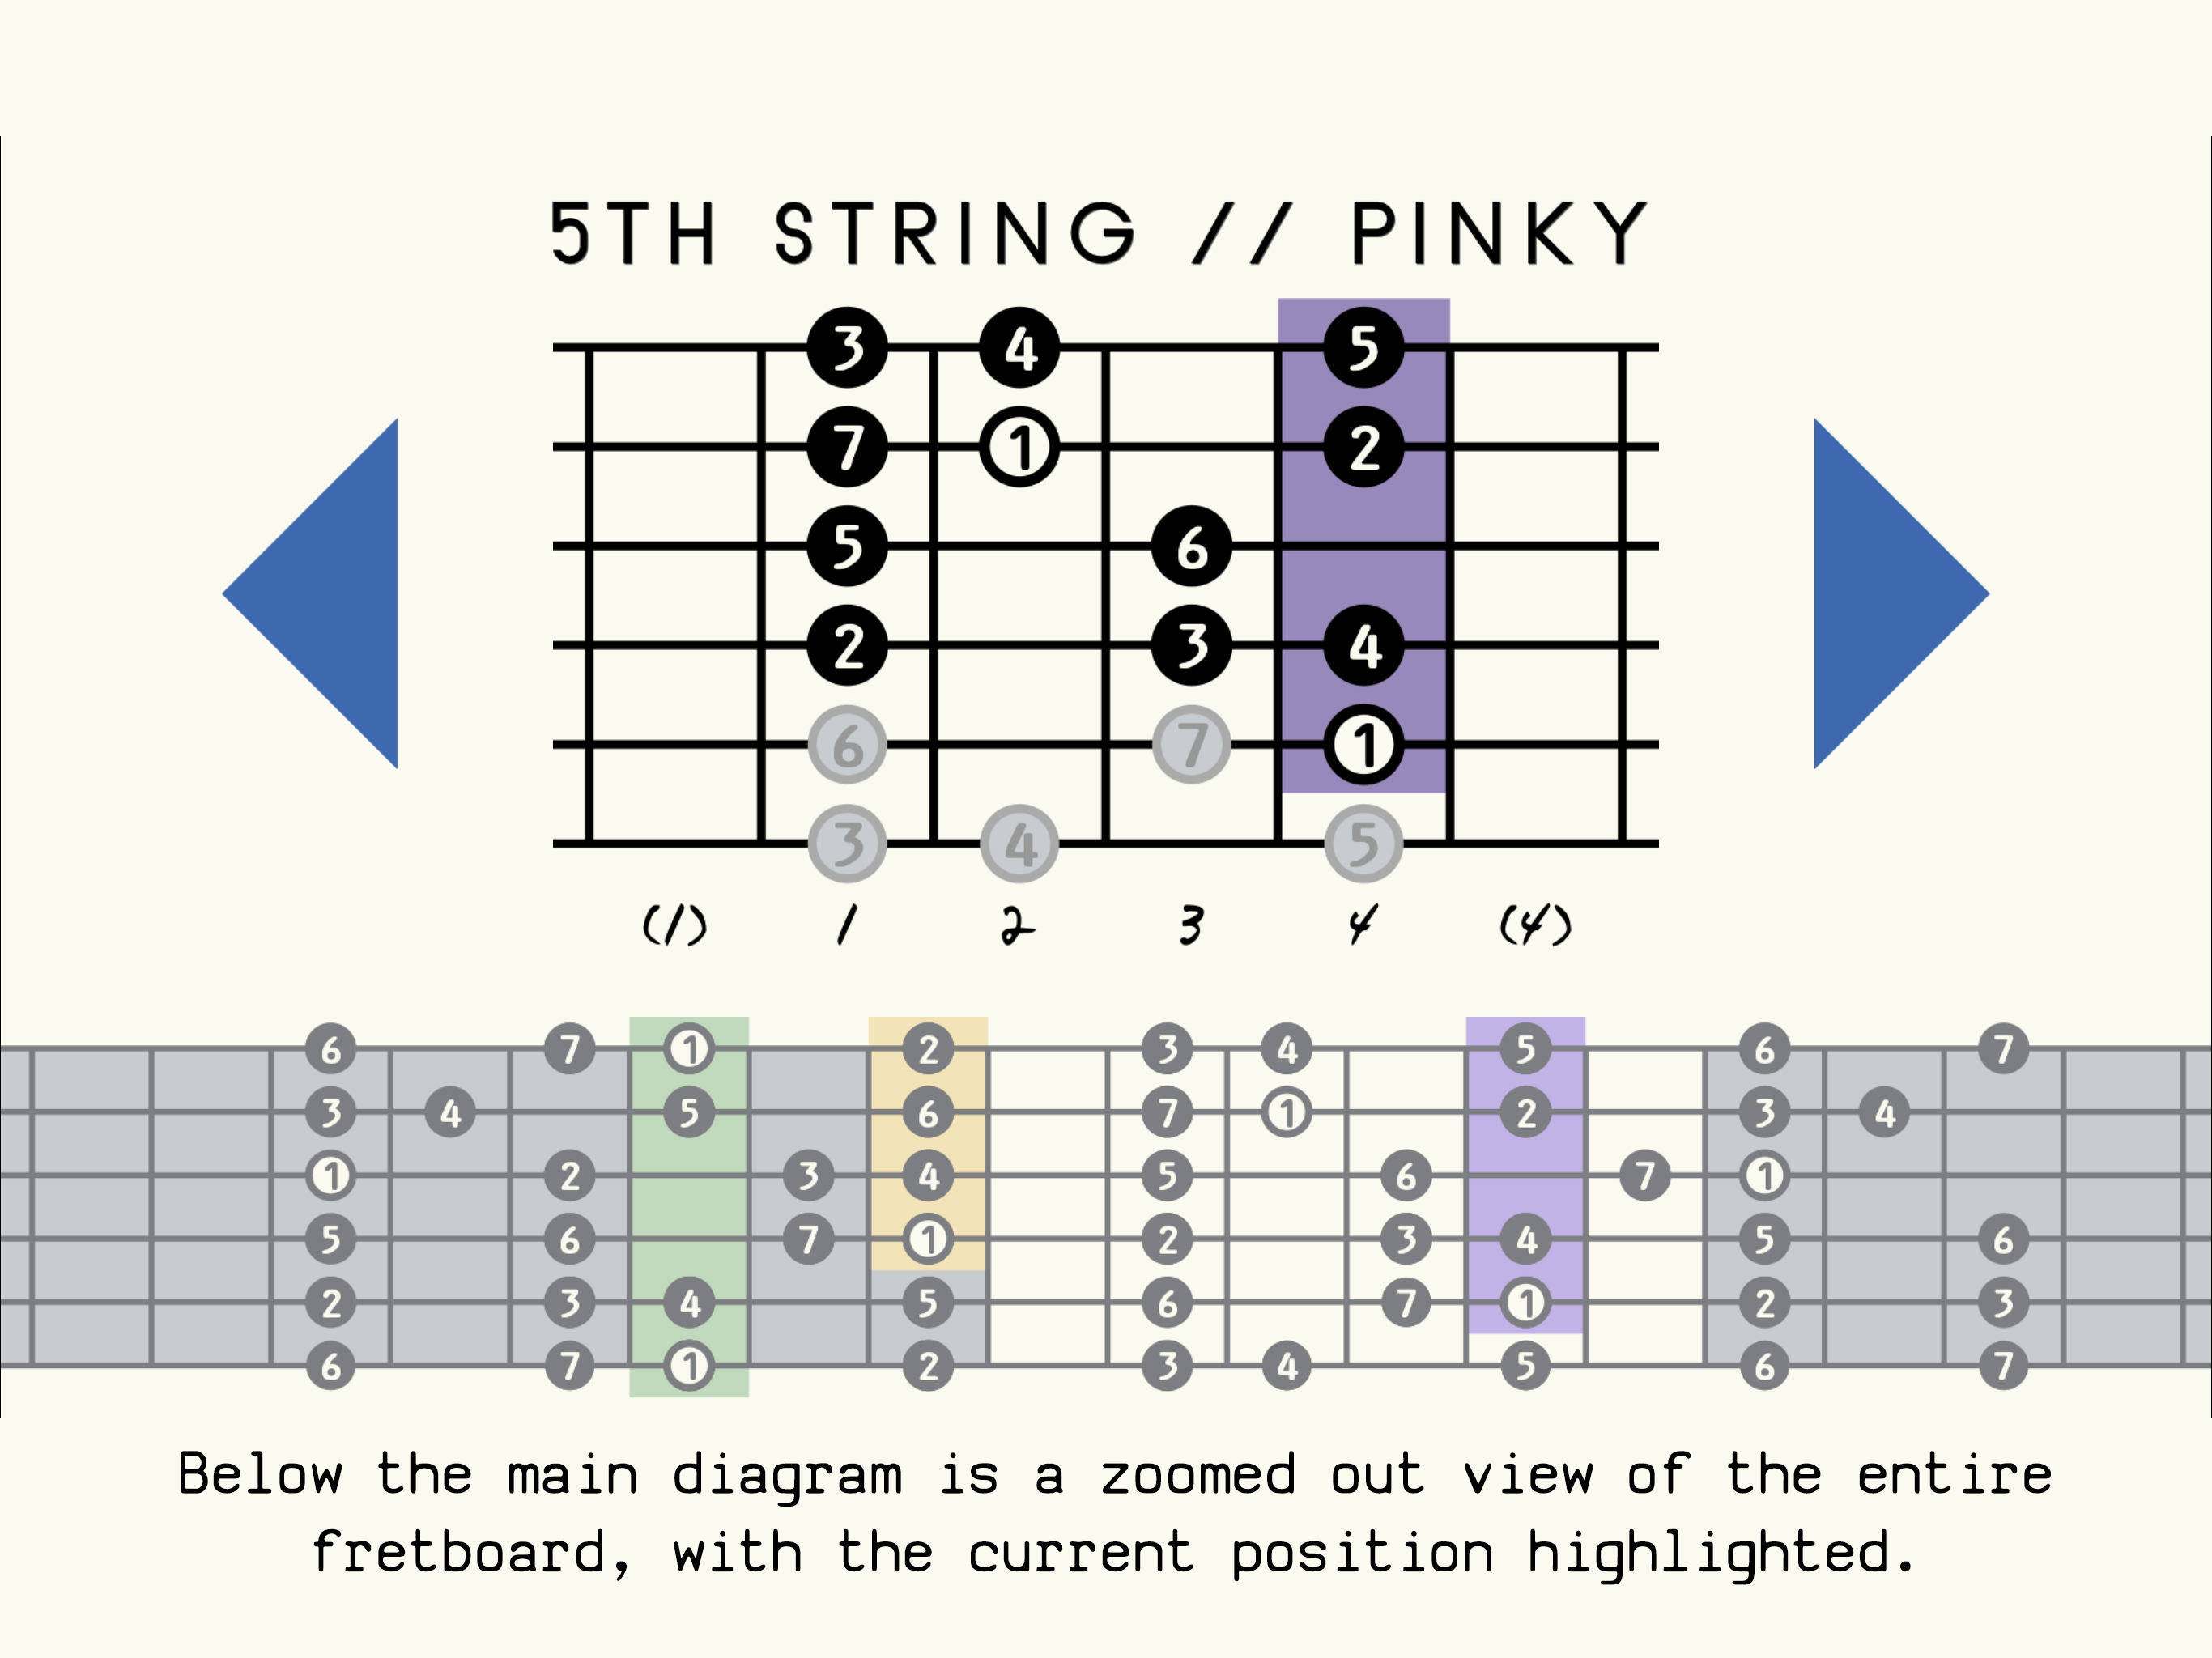 5TH STRING // PINKY
3 4 5
7 1 2
5 6
2 3 4
6 7 1
3 4 5
(1) 1 2 3 4 (4)
6 7 1 2 3 4 5 6 7
3 4 5 6 7 1 2 3 4
1 2 3 4 5 6 7 1
5 6 7 1 2 3 4 5 6
2 3 4 5 6 7 1 2 3
6 7 1 2 3 4 5 6 7
Below the main diagram is a zoomed out view of the entire
fretboard, with the current position highlighted.